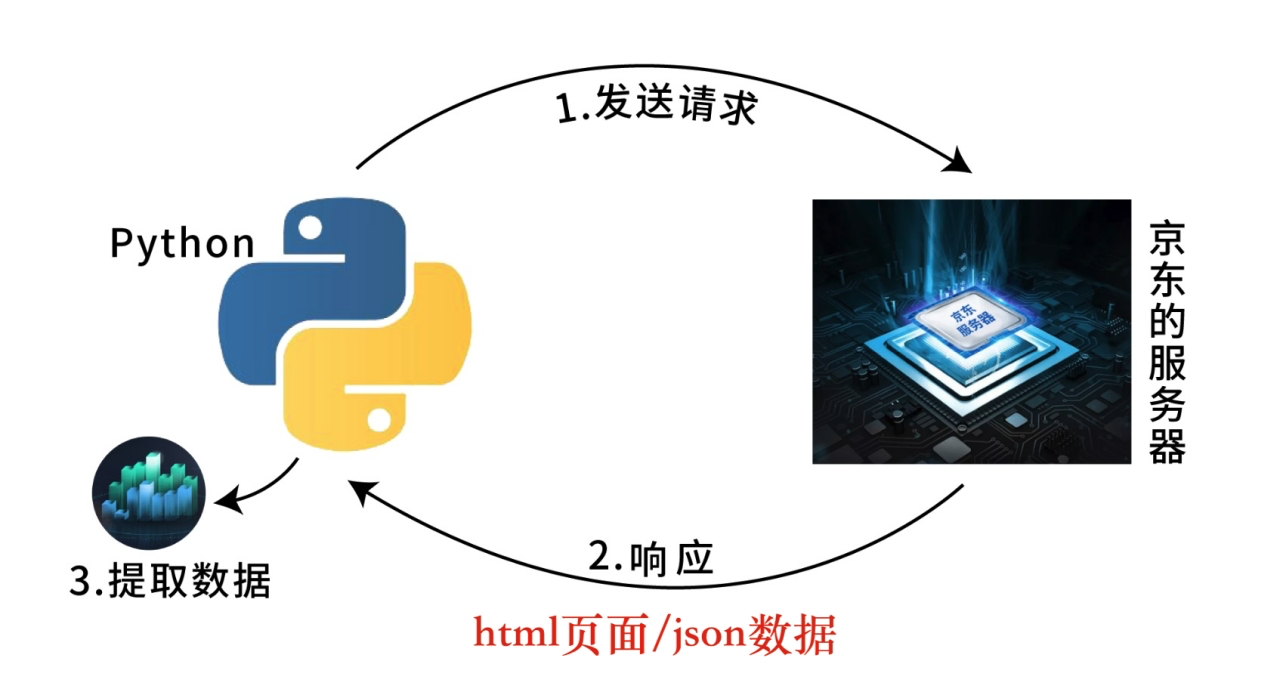 1.发送请求
Python
京东的服务器
京东
服务器
2.响应
3.提取数据
html页面/json数据